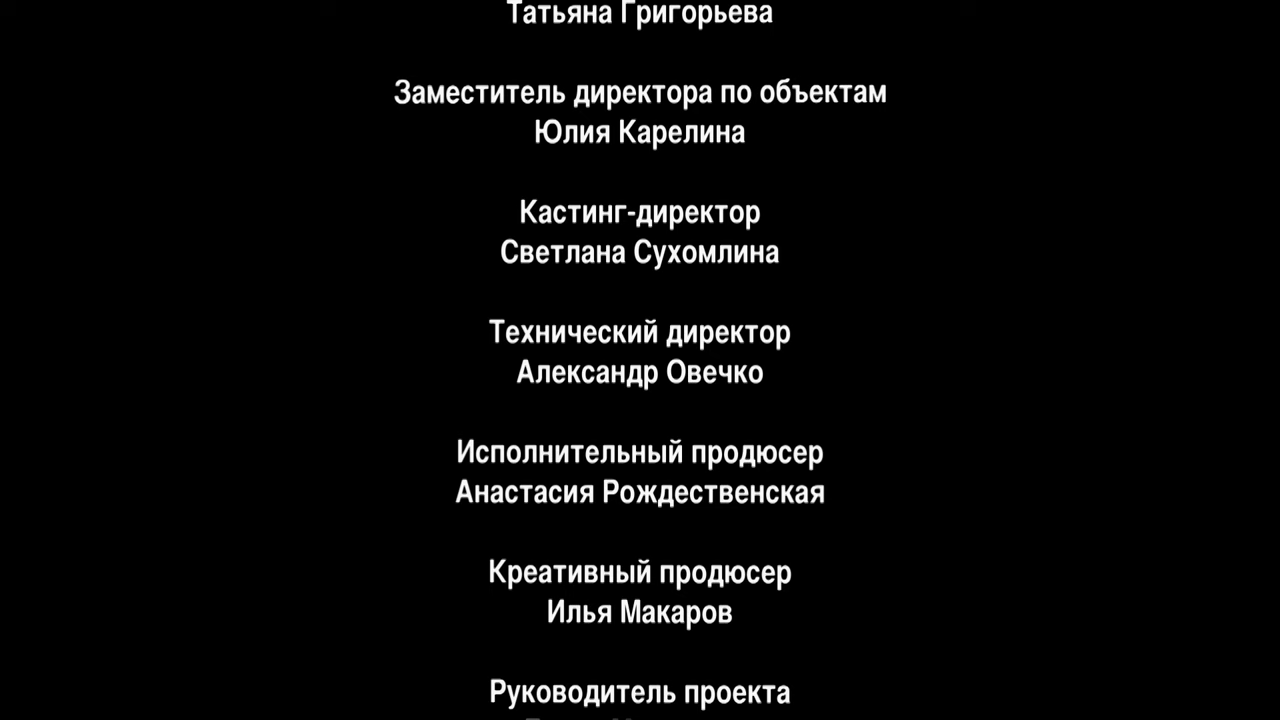 Татьяна Григорьева
Заместитель директора по объектам
Юлия Карелина
Кастинг-директор
Светлана Сухомлина
Технический директор
Александр Овечко
Исполнительный продюсер
Анастасия Рождественская
Креативный продюсер
Илья Макаров
Руководитель проекта